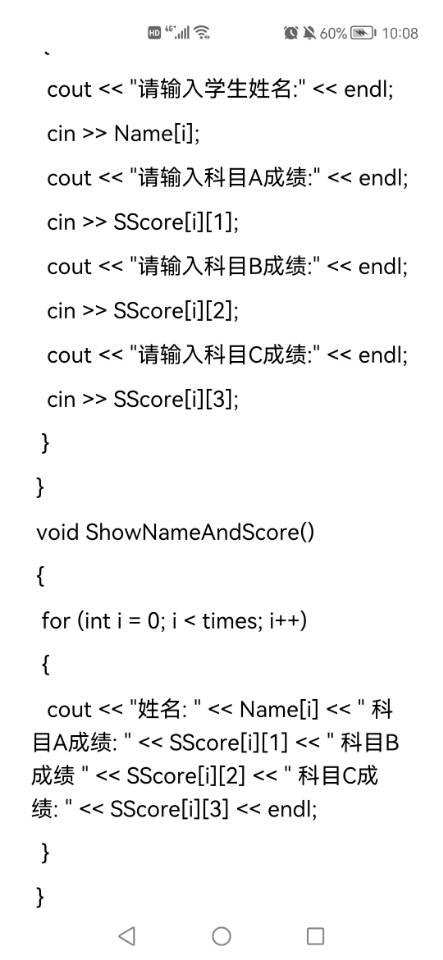 HD 4G 60% 10:08
cout << "请输入学生姓名:" << endl;
cin >> Name[i];
cout << "请输入科目A成绩:" << endl;
cin >> SScore[i][1];
cout << "请输入科目B成绩:" << endl;
cin >> SScore[i][2];
cout << "请输入科目C成绩:" << endl;
cin >> SScore[i][3];
}
}
void ShowNameAndScore()
{
for (int i = 0; i < times; i++)
{
cout << "姓名: " << Name[i] << " 科
目A成绩: " << SScore[i][1] << " 科目B
成绩 " << SScore[i][2] << " 科目C成
绩: " << SScore[i][3] << endl;
}
}